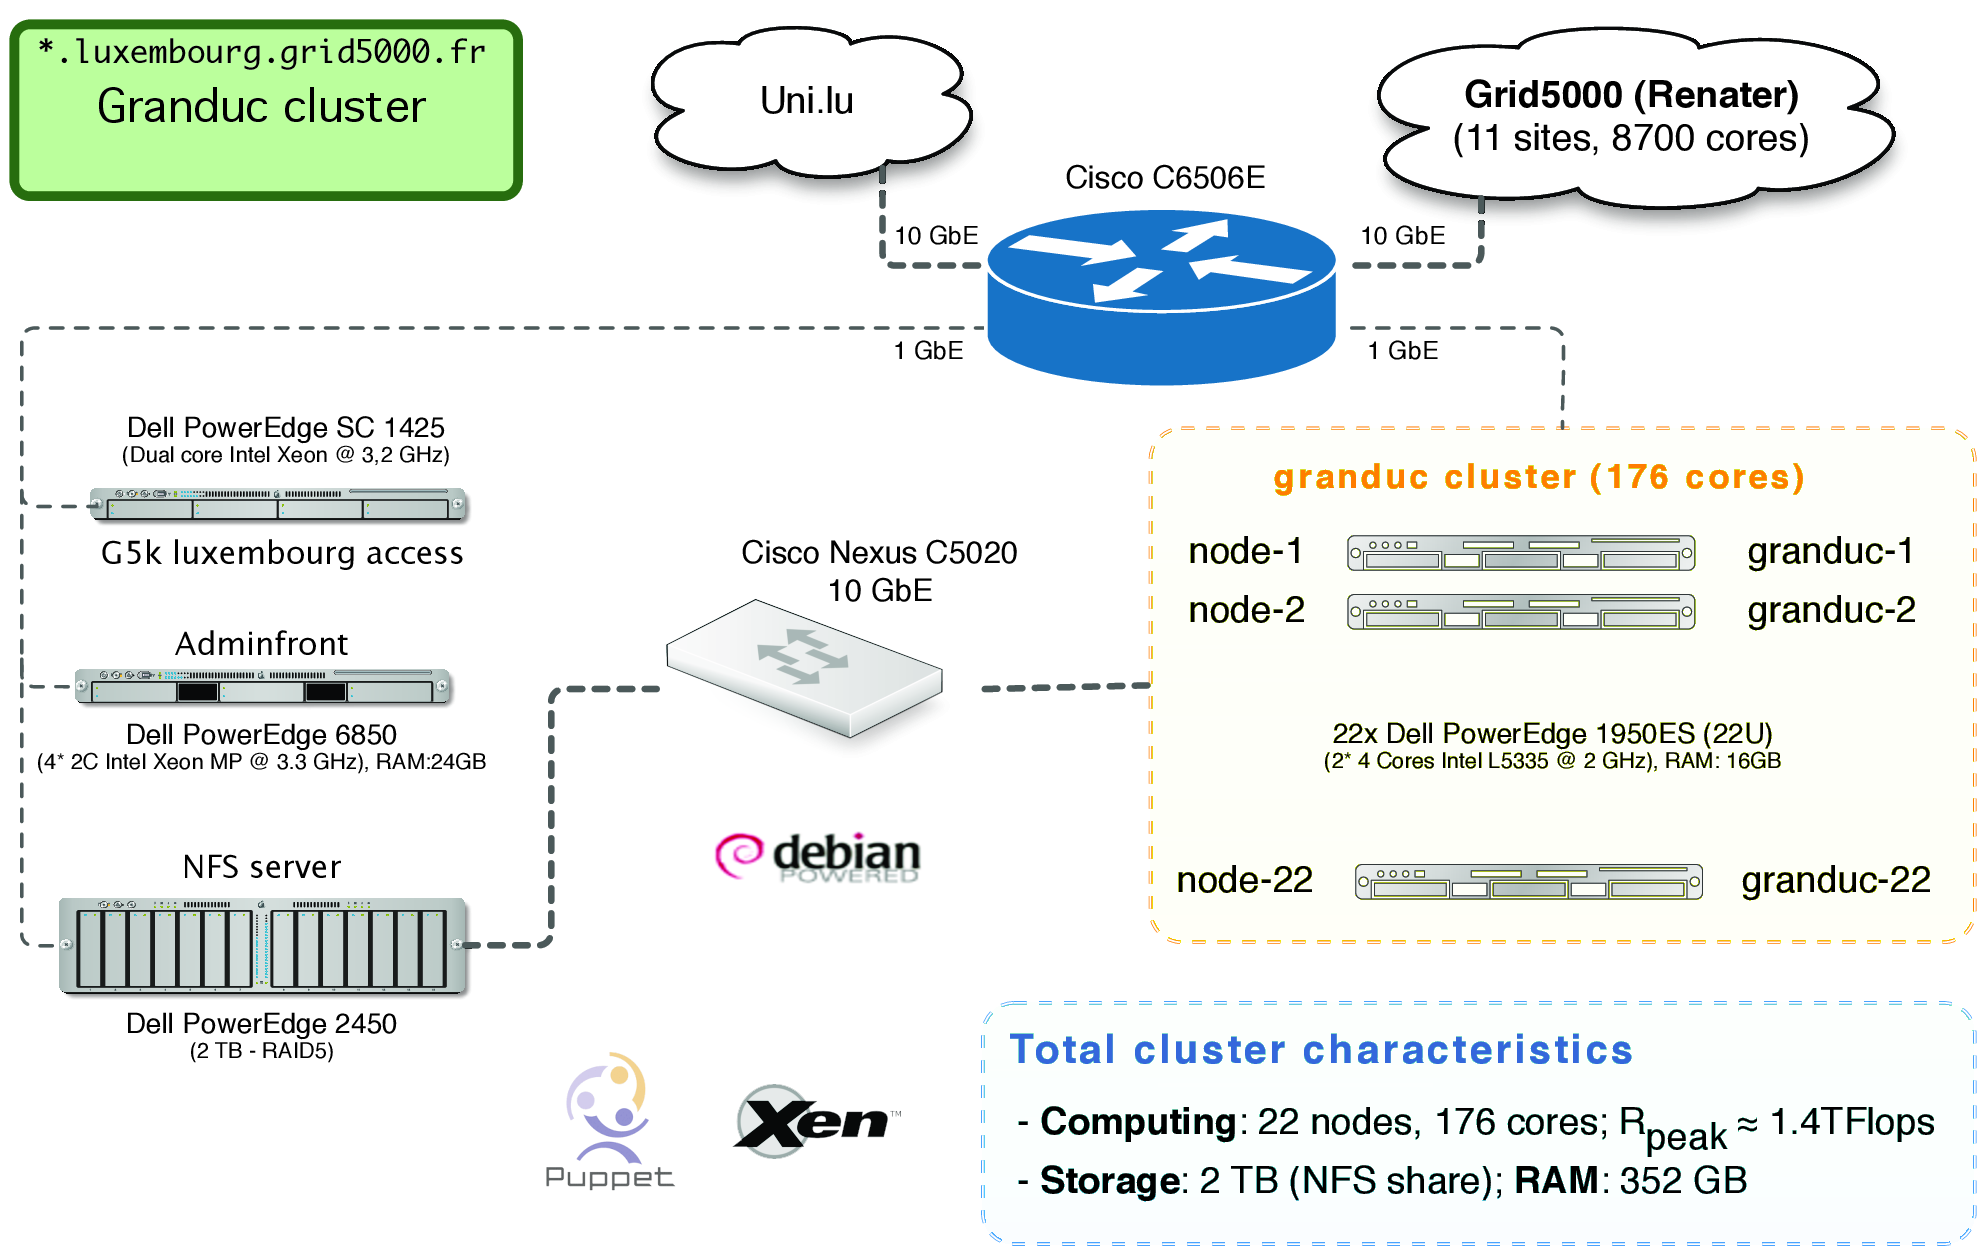 *.luxembourg.grid5000.fr
Granduc cluster
Uni.lu
Grid5000 (Renater)
(11 sites, 8700 cores)
Cisco C6506E
10 GbE
10 GbE
1 GbE
1 GbE
Dell PowerEdge SC 1425
(Dual core Intel Xeon @ 3,2 GHz)
G5k luxembourg access
Adminfront
Dell PowerEdge 6850
(4* 2C Intel Xeon MP @ 3.3 GHz), RAM:24GB
NFS server
Dell PowerEdge 2450
(2 TB - RAID5)
Cisco Nexus C5020
10 GbE
debian
POWERED
Puppet
Xen™
granduc cluster (176 cores)
node-1 granduc-1
node-2 granduc-2
22x Dell PowerEdge 1950ES (22U)
(2* 4 Cores Intel L5335 @ 2 GHz), RAM: 16GB
node-22 granduc-22
Total cluster characteristics
- Computing: 22 nodes, 176 cores; Rpeak ≈ 1.4TFlops
- Storage: 2 TB (NFS share); RAM: 352 GB